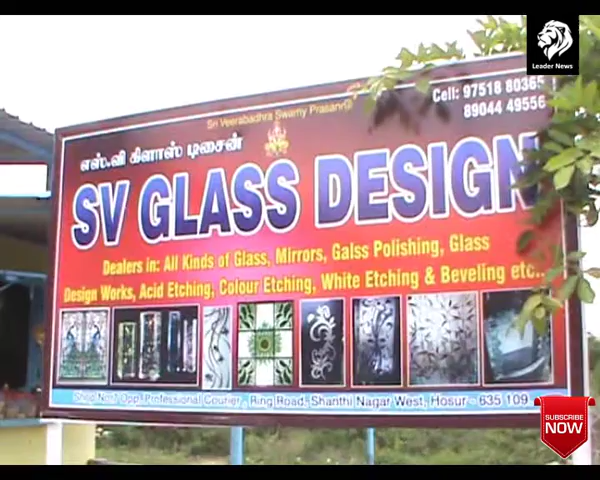 Leader News
Sri Veerabadhra Swamy Prasann@
Cell: 97518 80365
89044 49556
எஸ்.வி கிளாஸ் டிசைன்
SV GLASS DESIGN
Dealers in: All Kinds of Glass, Mirrors, Galss Polishing, Glass
Design Works, Acid Etching, Colour Etching, White Etching & Beveling etc..
Opp, Professional Courier, Ring Road, Shanthi Nagar West, Hosur - 635 109
SUBSCRIBE
NOW